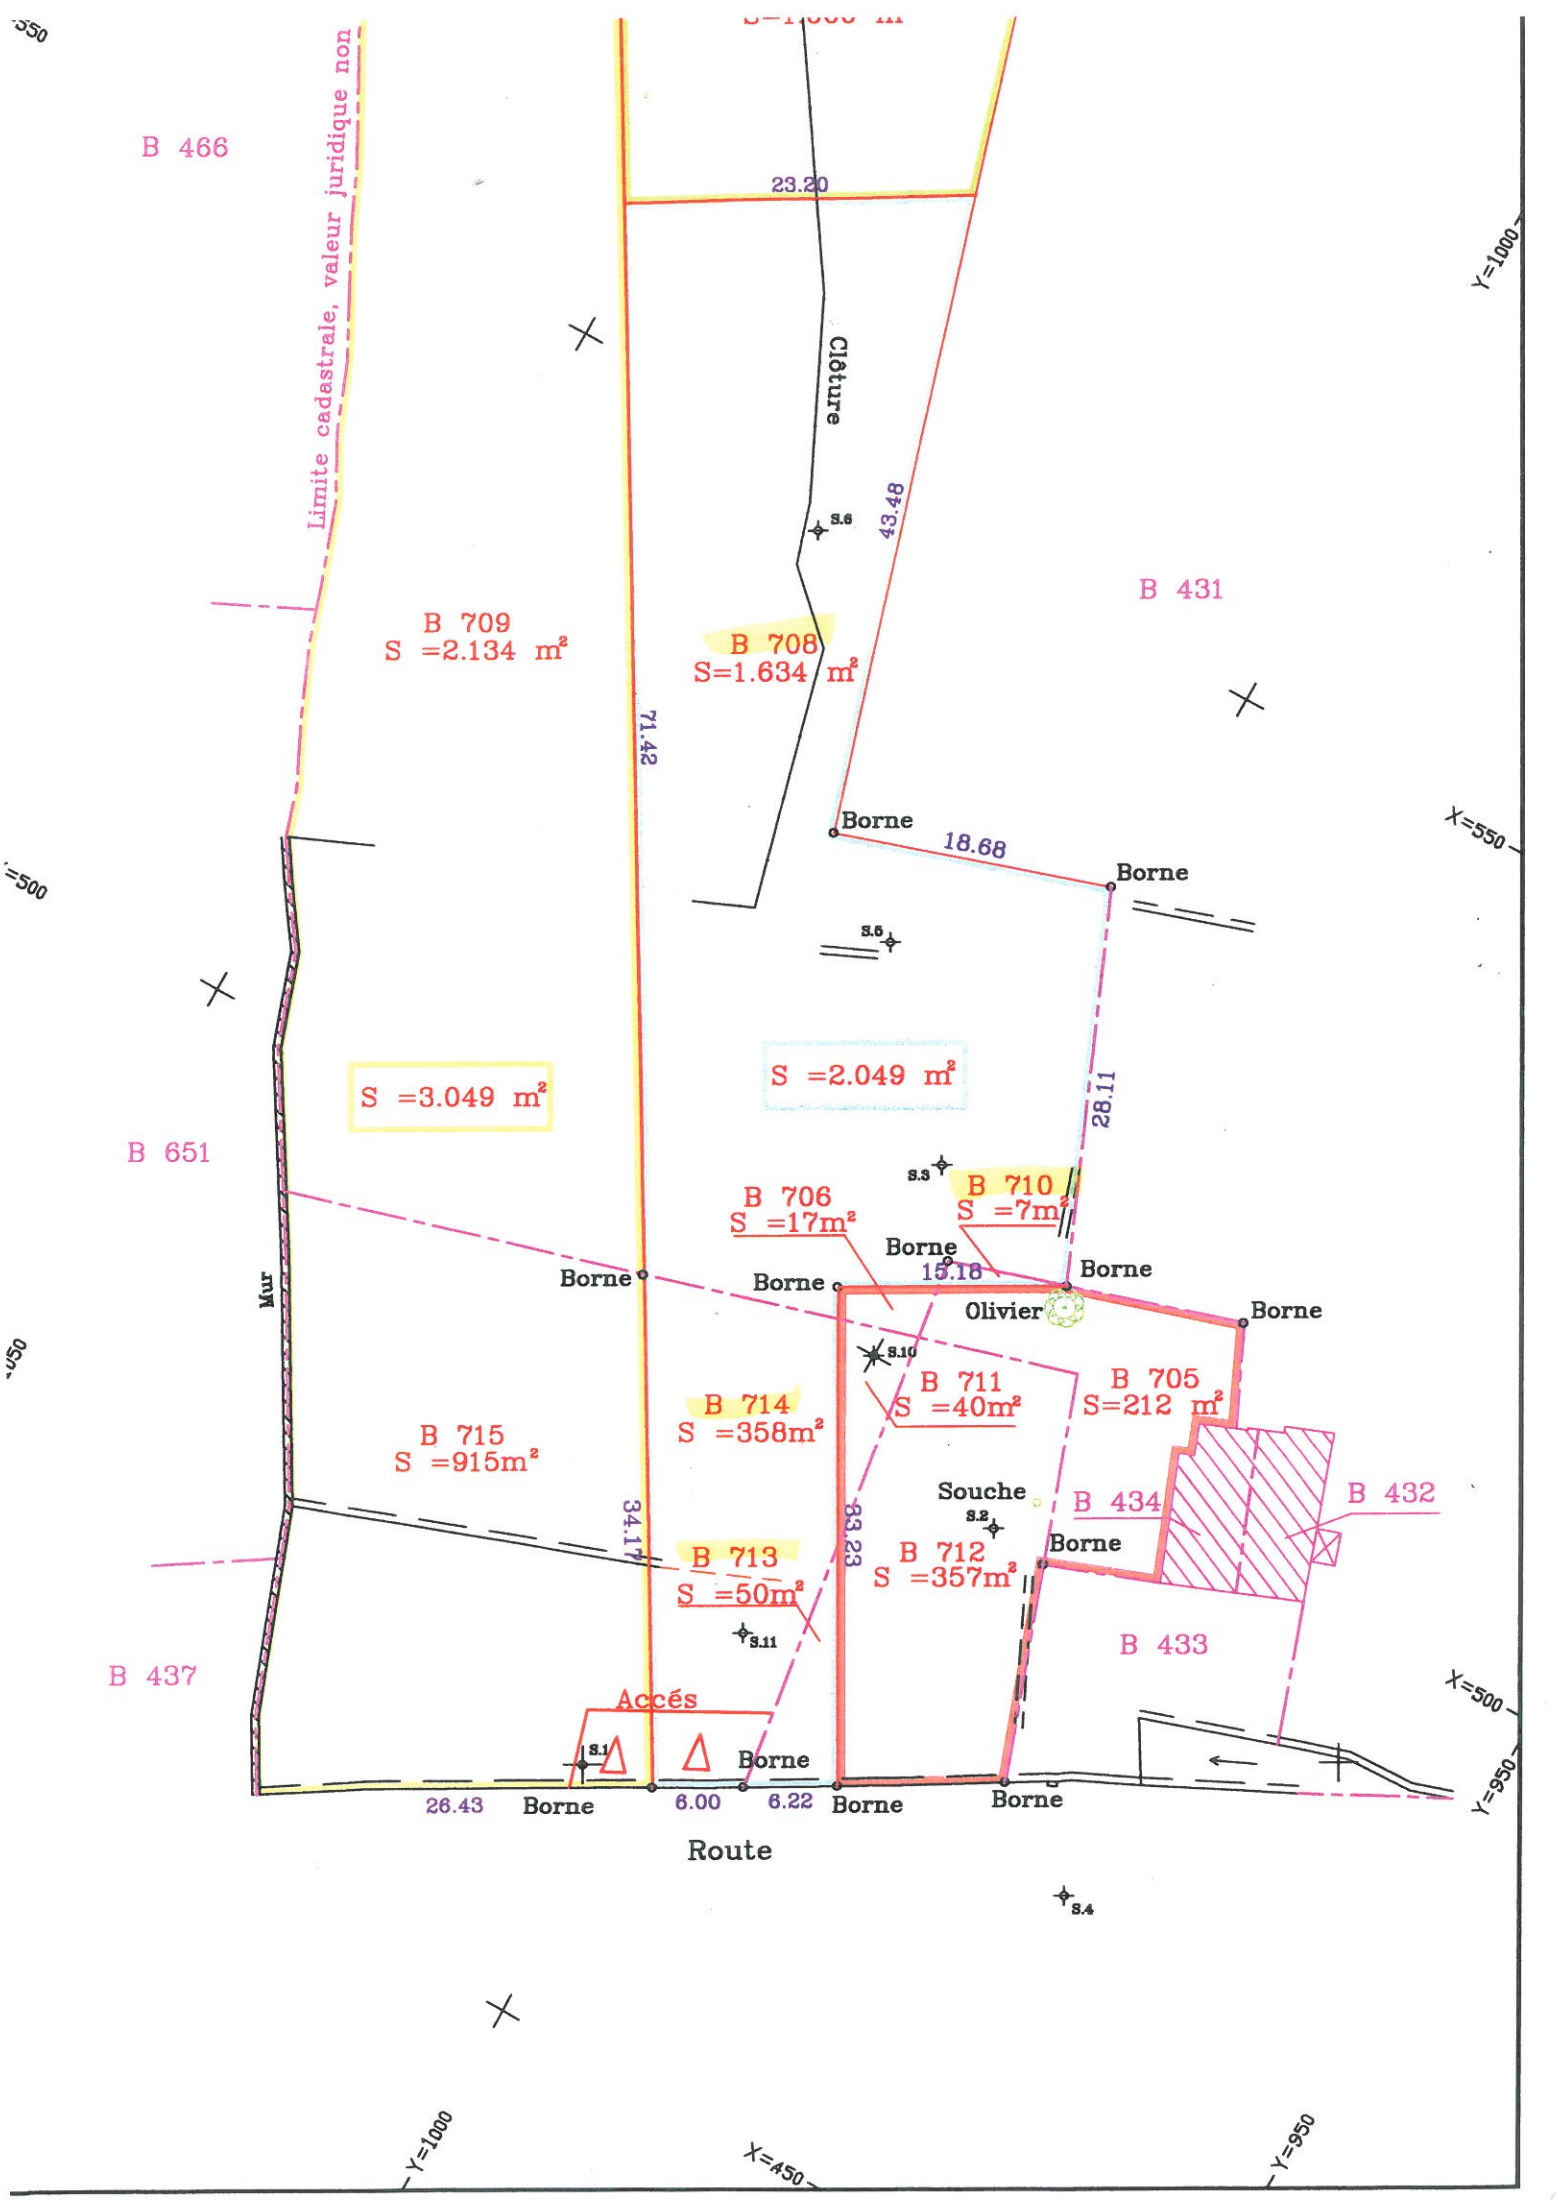 B 466
Limite cadastrale, valeur juridique non
23.20
Y=1000
Clôture
43.48
S.6
B 431
B 709
S =2.134 m²
B 708
S=1.634 m²
71.42
Borne
18.68
Borne
X=550
=500
S.5
S =3.049 m²
S =2.049 m²
28.11
B 651
S.3
B 710
S =7m²
B 706
S =17m²
Borne
15.18
Borne
Borne
Borne
Mur
Olivier
Borne
S.10
B 711
S =40m²
B 705
S=212 m²
B 714
S =358m²
B 715
S =915m²
34.17
33.23
Souche
S.2
B 434
B 432
Borne
B 713
S =50m²
B 712
S =357m²
S.11
B 433
B 437
Accés
S.1
Borne
X=500
Y=950
26.43
Borne
6.00
6.22
Borne
Borne
Route
S.4
Y=1000
X=450
Y=950